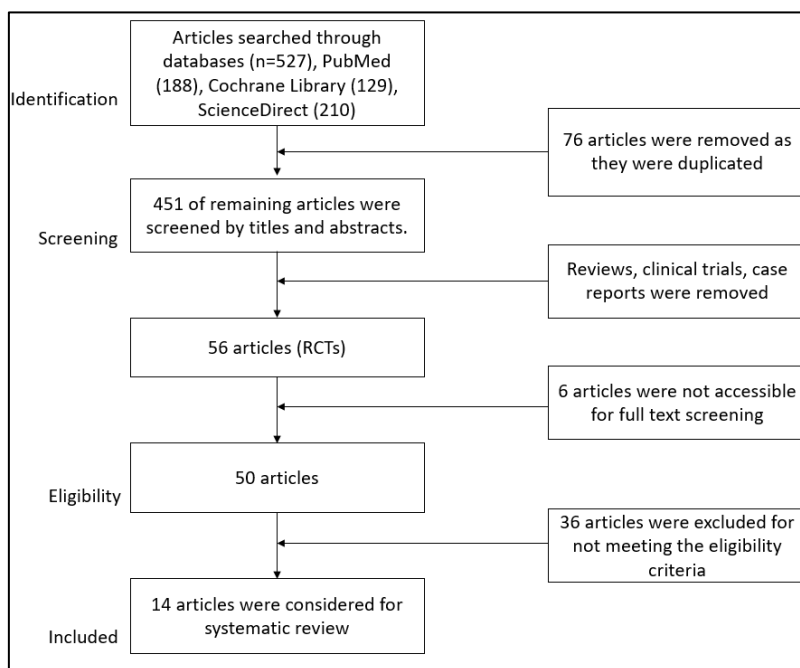 Articles searched through
databases (n=527), PubMed
(188), Cochrane Library (129),
ScienceDirect (210)
Identification
76 articles were removed as
they were duplicated
451 of remaining articles were
screened by titles and abstracts.
Screening
Reviews, clinical trials, case
reports were removed
56 articles (RCTs)
6 articles were not accessible
for full text screening
50 articles
Eligibility
36 articles were excluded for
not meeting the eligibility
criteria
14 articles were considered for
systematic review
Included